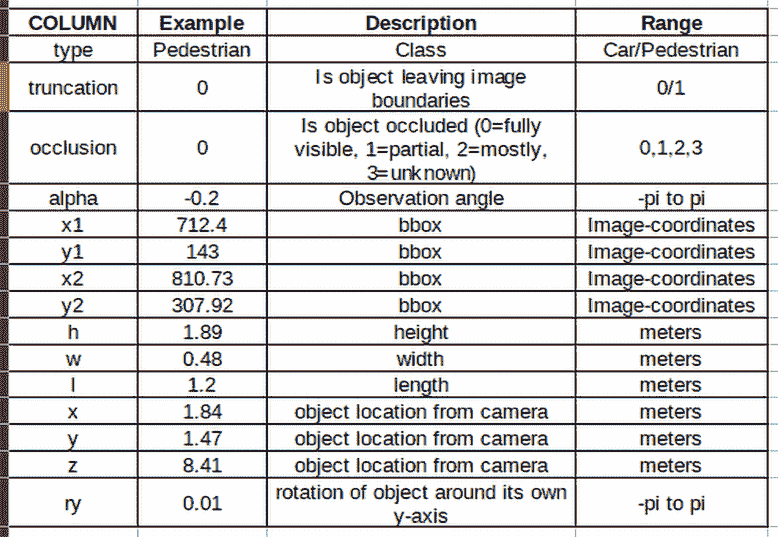 COLUMN Example Description Range
type Pedestrian Class Car/Pedestrian
truncation 0 Is object leaving image boundaries 0/1
occlusion 0 Is object occluded (0=fully visible, 1=partial, 2=mostly, 3=unknown) 0,1,2,3
alpha -0.2 Observation angle -pi to pi
x1 712.4 bbox Image-coordinates
y1 143 bbox Image-coordinates
x2 810.73 bbox Image-coordinates
y2 307.92 bbox Image-coordinates
h 1.89 height meters
w 0.48 width meters
l 1.2 length meters
x 1.84 object location from camera meters
y 1.47 object location from camera meters
z 8.41 object location from camera meters
ry 0.01 rotation of object around its own y-axis -pi to pi